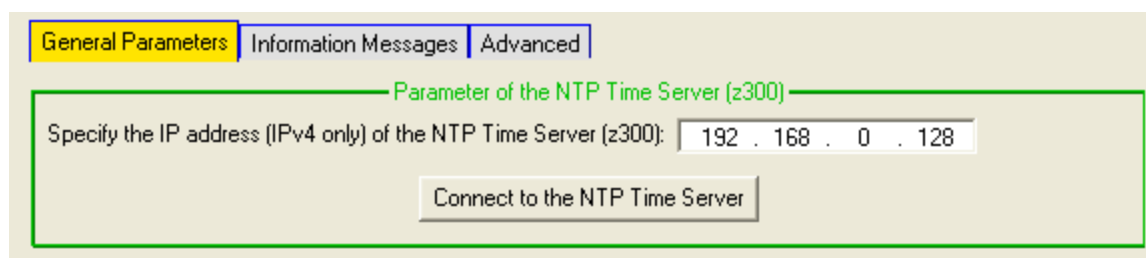 General Parameters Information Messages Advanced
Parameter of the NTP Time Server (z300)
Specify the IP address (IPv4 only) of the NTP Time Server (z300): 192 . 168 . 0 . 128
Connect to the NTP Time Server